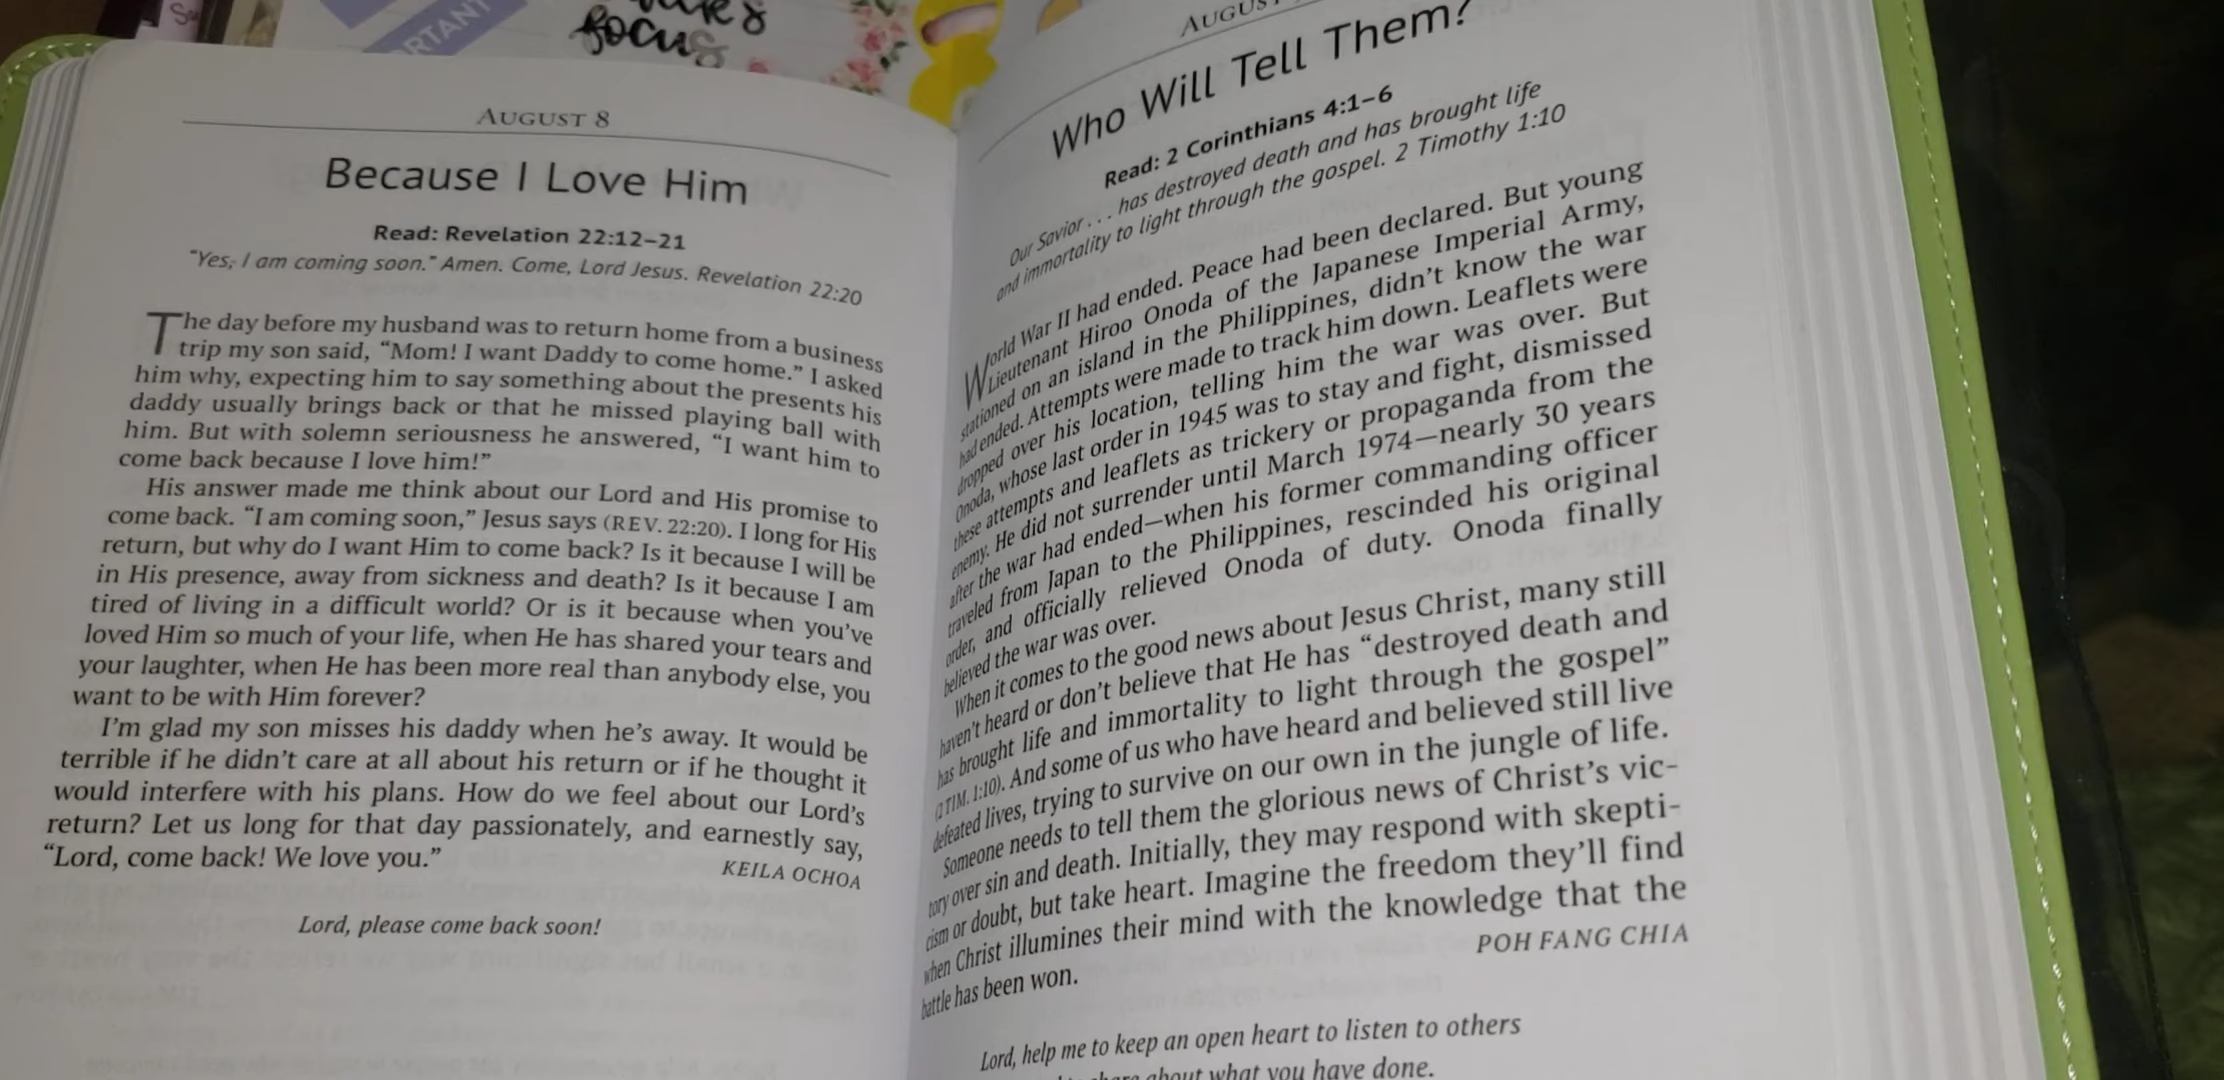 RTANT
focus
AUGUST 8
Because I Love Him
Read: Revelation 22:12–21
“Yes, I am coming soon.” Amen. Come, Lord Jesus. Revelation 22:20
The day before my husband was to return home from a business
trip my son said, “Mom! I want Daddy to come home.” I asked
him why, expecting him to say something about the presents his
daddy usually brings back or that he missed playing ball with
him. But with solemn seriousness he answered, “I want him to
come back because I love him!”
His answer made me think about our Lord and His promise to
come back. “I am coming soon,” Jesus says (REV. 22:20). I long for His
return, but why do I want Him to come back? Is it because I will be
in His presence, away from sickness and death? Is it because I am
tired of living in a difficult world? Or is it because when you’ve
loved Him so much of your life, when He has shared your tears and
your laughter, when He has been more real than anybody else, you
want to be with Him forever?
I’m glad my son misses his daddy when he’s away. It would be
terrible if he didn’t care at all about his return or if he thought it
would interfere with his plans. How do we feel about our Lord’s
return? Let us long for that day passionately, and earnestly say,
“Lord, come back! We love you.”
KEILA OCHOA
Lord, please come back soon!
AUGUST
Who Will Tell Them?
Read: 2 Corinthians 4:1–6
Our Savior . . . has destroyed death and has brought life
and immortality to light through the gospel. 2 Timothy 1:10
World War II had ended. Peace had been declared. But young
Lieutenant Hiroo Onoda of the Japanese Imperial Army,
stationed on an island in the Philippines, didn’t know the war
had ended. Attempts were made to track him down. Leaflets were
dropped over his location, telling him the war was over. But
Onoda, whose last order in 1945 was to stay and fight, dismissed
these attempts and leaflets as trickery or propaganda from the
enemy. He did not surrender until March 1974—nearly 30 years
after the war had ended—when his former commanding officer
traveled from Japan to the Philippines, rescinded his original
order, and officially relieved Onoda of duty. Onoda finally
believed the war was over.
When it comes to the good news about Jesus Christ, many still
haven’t heard or don’t believe that He has “destroyed death and
has brought life and immortality to light through the gospel”
(2 TIM. 1:10). And some of us who have heard and believed still live
defeated lives, trying to survive on our own in the jungle of life.
Someone needs to tell them the glorious news of Christ’s vic-
tory over sin and death. Initially, they may respond with skepti-
cism or doubt, but take heart. Imagine the freedom they’ll find
when Christ illumines their mind with the knowledge that the
battle has been won.
POH FANG CHIA
Lord, help me to keep an open heart to listen to others
about what you have done.